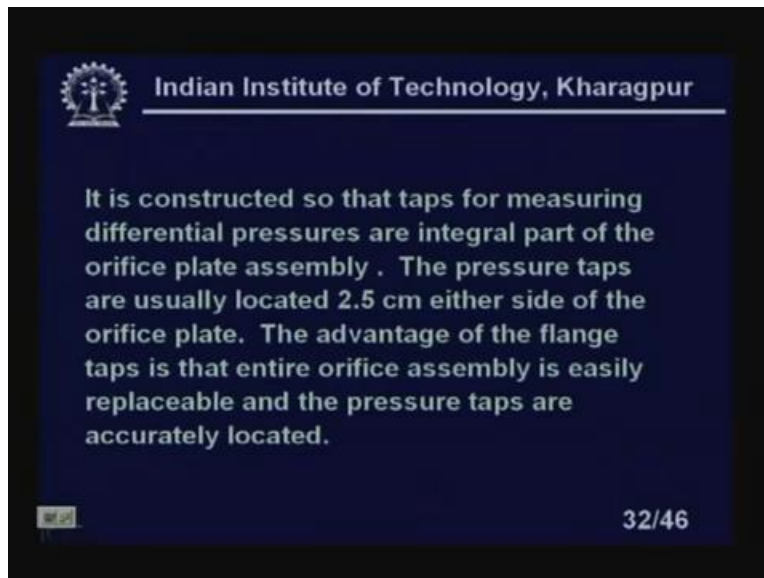 Indian Institute of Technology, Kharagpur
It is constructed so that taps for measuring
differential pressures are integral part of the
orifice plate assembly . The pressure taps
are usually located 2.5 cm either side of the
orifice plate. The advantage of the flange
taps is that entire orifice assembly is easily
replaceable and the pressure taps are
accurately located.
32/46